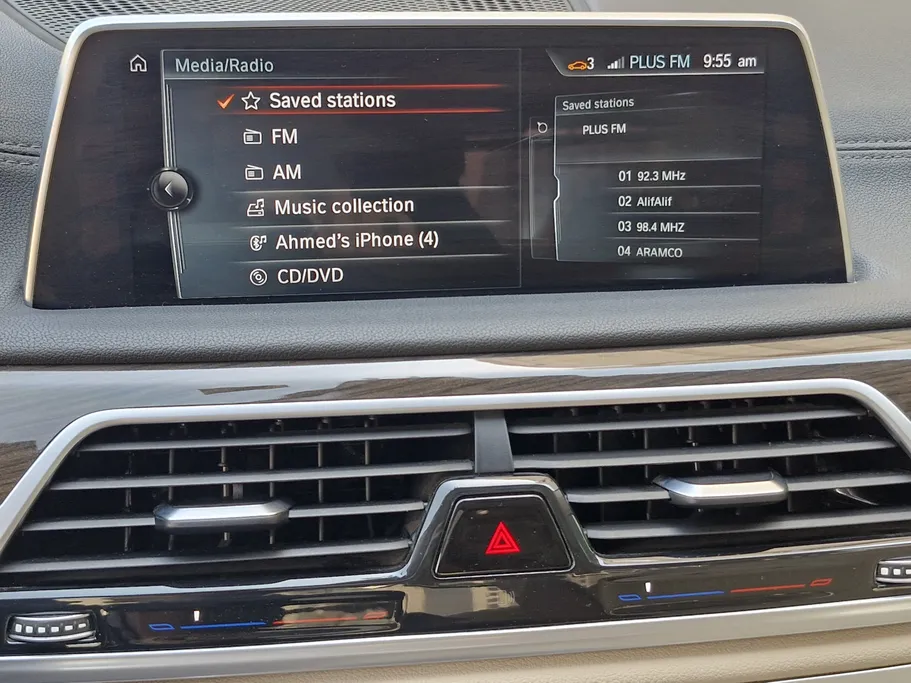 Media/Radio
3 PLUS FM 9:55 am
Saved stations
FM
AM
Music collection
Ahmed's iPhone (4)
CD/DVD
Saved stations
PLUS FM
01 92.3 MHz
02 AlifAlif
03 98.4 MHZ
04 ARAMCO